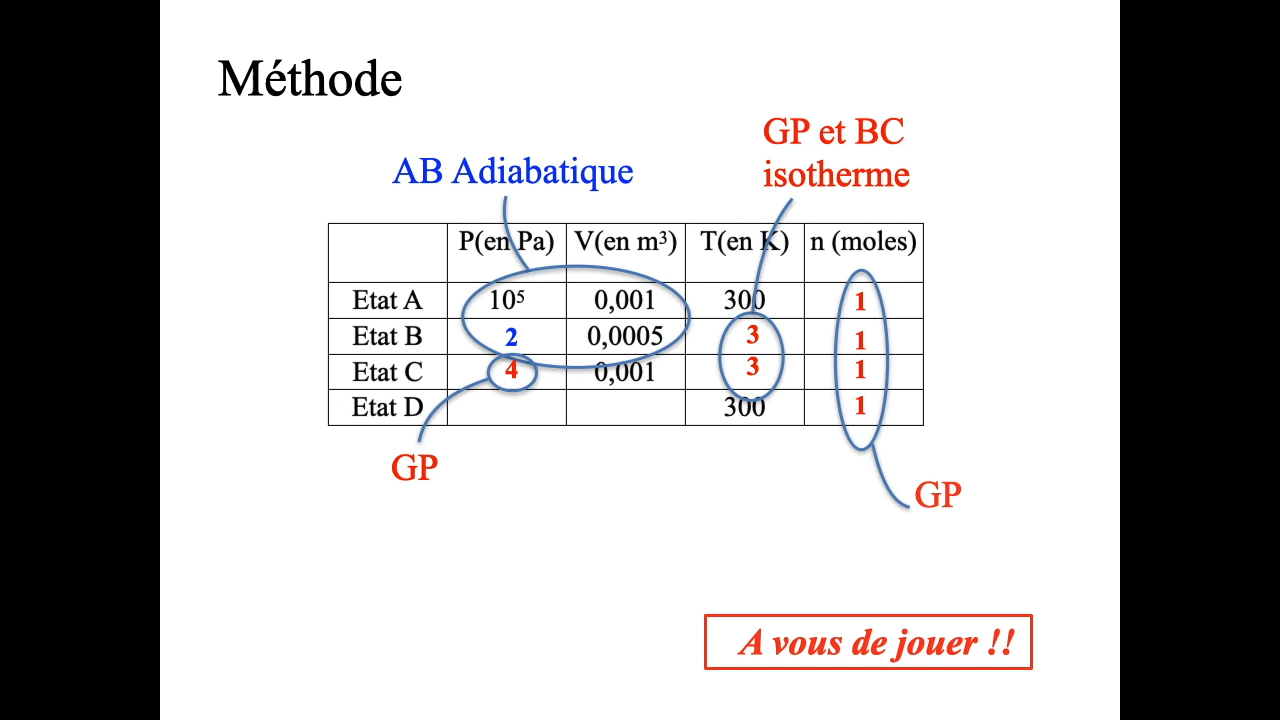 Méthode
GP et BC
isotherme
AB Adiabatique
P(en Pa) V(en m³) T(en K) n (moles)
Etat A 10⁵ 0,001 300 1
Etat B 2 0,0005 3 1
Etat C 4 0,001 3 1
Etat D 300 1
GP
GP
A vous de jouer !!